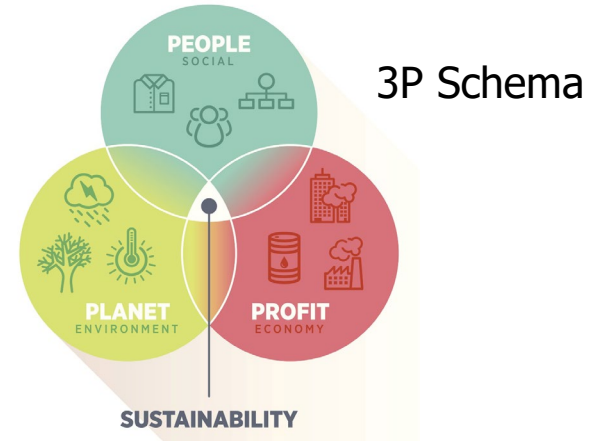 PEOPLE
SOCIAL
3P Schema
PLANET
ENVIRONMENT
PROFIT
ECONOMY
SUSTAINABILITY